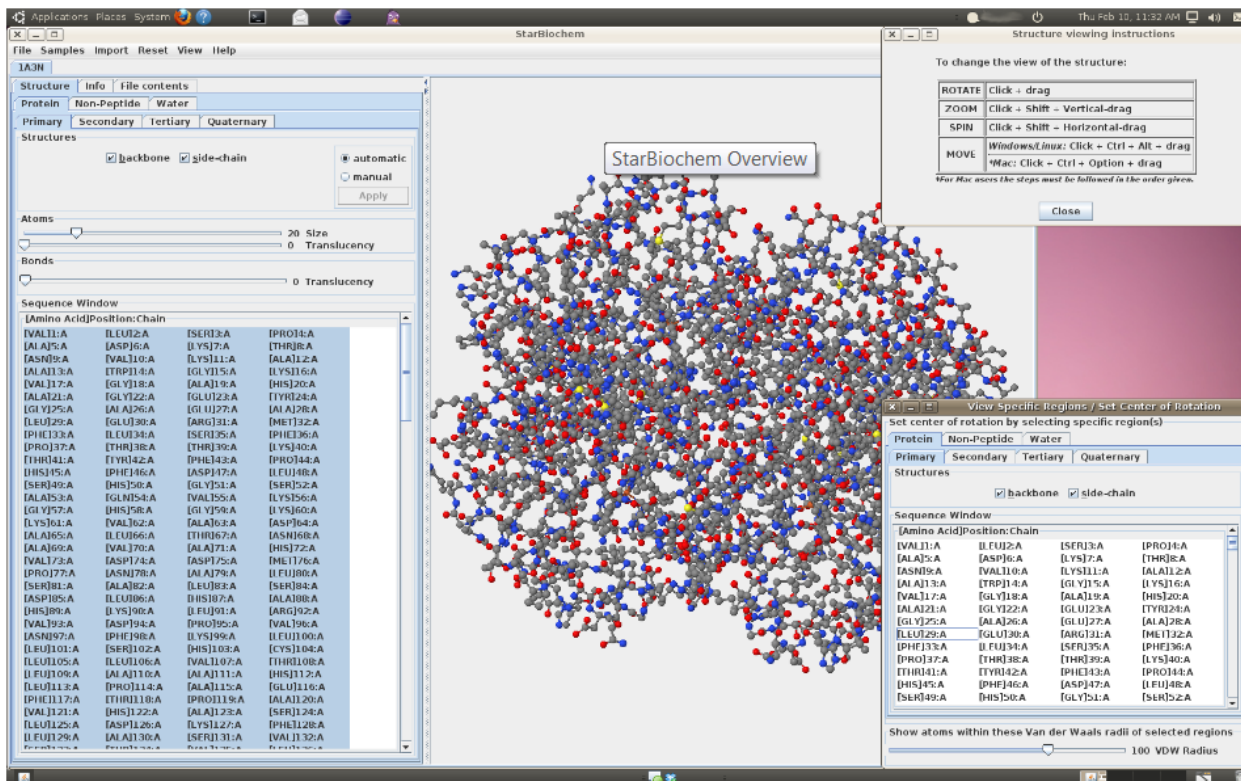 Applications Places System
Thu Feb 10, 11:32 AM
StarBiochem
File Samples Import Reset View Help
1A3N
Structure Info File contents
Protein Non-Peptide Water
Primary Secondary Tertiary Quaternary
Structures
backbone side-chain
automatic
manual
Apply
Atoms
20 Size
0 Translucency
Bonds
0 Translucency
Sequence Window
[Amino Acid]Position:Chain
[VAL]1:A [LEU]2:A [SER]3:A [PRO]4:A
[ALA]5:A [ASP]6:A [LYS]7:A [THR]8:A
[ASN]9:A [VAL]10:A [LYS]11:A [ALA]12:A
[ALA]13:A [TRP]14:A [GLY]15:A [LYS]16:A
[VAL]17:A [GLY]18:A [ALA]19:A [HIS]20:A
[ALA]21:A [GLY]22:A [GLU]23:A [TYR]24:A
[GLY]25:A [ALA]26:A [GLU]27:A [ALA]28:A
[LEU]29:A [GLU]30:A [ARG]31:A [MET]32:A
[PHE]33:A [LEU]34:A [SER]35:A [PHE]36:A
[PRO]37:A [THR]38:A [THR]39:A [LYS]40:A
[THR]41:A [TYR]42:A [PHE]43:A [PRO]44:A
[HIS]45:A [PHE]46:A [ASP]47:A [LEU]48:A
[SER]49:A [HIS]50:A [GLY]51:A [SER]52:A
[ALA]53:A [GLN]54:A [VAL]55:A [LYS]56:A
[GLY]57:A [HIS]58:A [GLY]59:A [LYS]60:A
[LYS]61:A [VAL]62:A [ALA]63:A [ASP]64:A
[ALA]65:A [LEU]66:A [THR]67:A [ASN]68:A
[ALA]69:A [VAL]70:A [ALA]71:A [HIS]72:A
[VAL]73:A [ASP]74:A [ASP]75:A [MET]76:A
[PRO]77:A [ASN]78:A [ALA]79:A [LEU]80:A
[SER]81:A [ALA]82:A [LEU]83:A [SER]84:A
[ASP]85:A [LEU]86:A [HIS]87:A [ALA]88:A
[HIS]89:A [LYS]90:A [LEU]91:A [ARG]92:A
[VAL]93:A [ASP]94:A [PRO]95:A [VAL]96:A
[ASN]97:A [PHE]98:A [LYS]99:A [LEU]100:A
[LEU]101:A [SER]102:A [HIS]103:A [CYS]104:A
[LEU]105:A [LEU]106:A [VAL]107:A [THR]108:A
[LEU]109:A [ALA]110:A [ALA]111:A [HIS]112:A
[LEU]113:A [PRO]114:A [ALA]115:A [GLU]116:A
[PHE]117:A [THR]118:A [PRO]119:A [ALA]120:A
[VAL]121:A [HIS]122:A [ALA]123:A [SER]124:A
[LEU]125:A [ASP]126:A [LYS]127:A [PHE]128:A
[LEU]129:A [ALA]130:A [SER]131:A [VAL]132:A
StarBiochem Overview
Structure viewing instructions
To change the view of the structure:
ROTATE Click + drag
ZOOM Click + Shift + Vertical-drag
SPIN Click + Shift + Horizontal-drag
MOVE Windows/Linux: Click + Ctrl + Alt + drag
*Mac: Click + Ctrl + Option + drag
*For Mac users the steps must be followed in the order given.
Close
View Specific Regions / Set Center of Rotation
Set center of rotation by selecting specific region(s)
Protein Non-Peptide Water
Primary Secondary Tertiary Quaternary
Structures
backbone side-chain
Sequence Window
[Amino Acid]Position:Chain
[VAL]1:A [LEU]2:A [SER]3:A [PRO]4:A
[ALA]5:A [ASP]6:A [LYS]7:A [THR]8:A
[ASN]9:A [VAL]10:A [LYS]11:A [ALA]12:A
[ALA]13:A [TRP]14:A [GLY]15:A [LYS]16:A
[VAL]17:A [GLY]18:A [ALA]19:A [HIS]20:A
[ALA]21:A [GLY]22:A [GLU]23:A [TYR]24:A
[GLY]25:A [ALA]26:A [GLU]27:A [ALA]28:A
[LEU]29:A [GLU]30:A [ARG]31:A [MET]32:A
[PHE]33:A [LEU]34:A [SER]35:A [PHE]36:A
[PRO]37:A [THR]38:A [THR]39:A [LYS]40:A
[THR]41:A [TYR]42:A [PHE]43:A [PRO]44:A
[HIS]45:A [PHE]46:A [ASP]47:A [LEU]48:A
[SER]49:A [HIS]50:A [GLY]51:A [SER]52:A
Show atoms within these Van der Waals radii of selected regions
100 VDW Radius